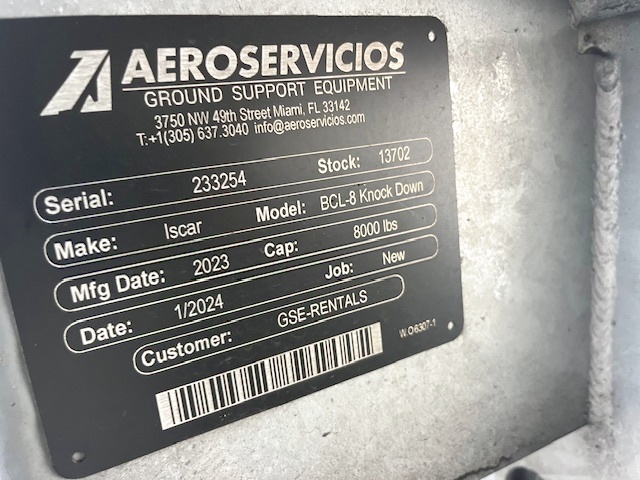 AEROSERVICIOS
GROUND SUPPORT EQUIPMENT
3750 NW 49th Street Miami, FL 33142
T:+1(305) 637.3040 info@aeroservicios.com
Serial: 233254 Stock: 13702
Make: Iscar Model: BCL-8 Knock Down
Mfg Date: 2023 Cap: 8000 lbs
Date: 1/2024 Job: New
Customer: GSE-RENTALS
W.O6307-1